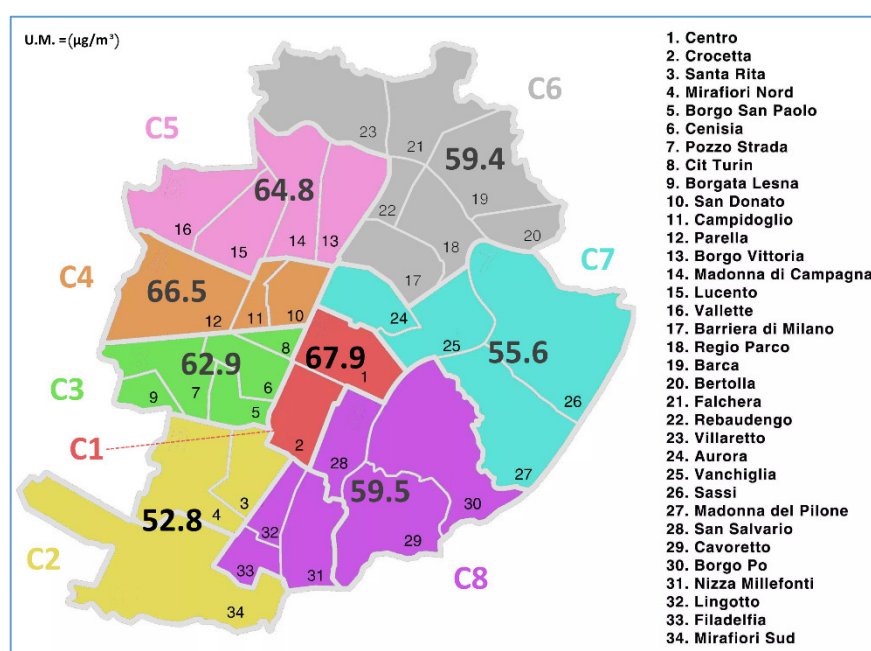 U.M. =(µg/m³)
C6
C5
23
21
59.4
64.8
19
22
16
14
13
20
15
18
C7
17
C4
66.5
11
10
12
24
8
67.9
25
55.6
62.9
1
C3
7
6
9
5
26
C1
2
28
27
3
4
59.5
30
52.8
32
29
C2
33
31
C8
34
1. Centro
2. Crocetta
3. Santa Rita
4. Mirafiori Nord
5. Borgo San Paolo
6. Cenisia
7. Pozzo Strada
8. Cit Turin
9. Borgata Lesna
10. San Donato
11. Campidoglio
12. Parella
13. Borgo Vittoria
14. Madonna di Campagna
15. Lucento
16. Vallette
17. Barriera di Milano
18. Regio Parco
19. Barca
20. Bertolla
21. Falchera
22. Rebaudengo
23. Villaretto
24. Aurora
25. Vanchiglia
26. Sassi
27. Madonna del Pilone
28. San Salvario
29. Cavoretto
30. Borgo Po
31. Nizza Millefonti
32. Lingotto
33. Filadelfia
34. Mirafiori Sud